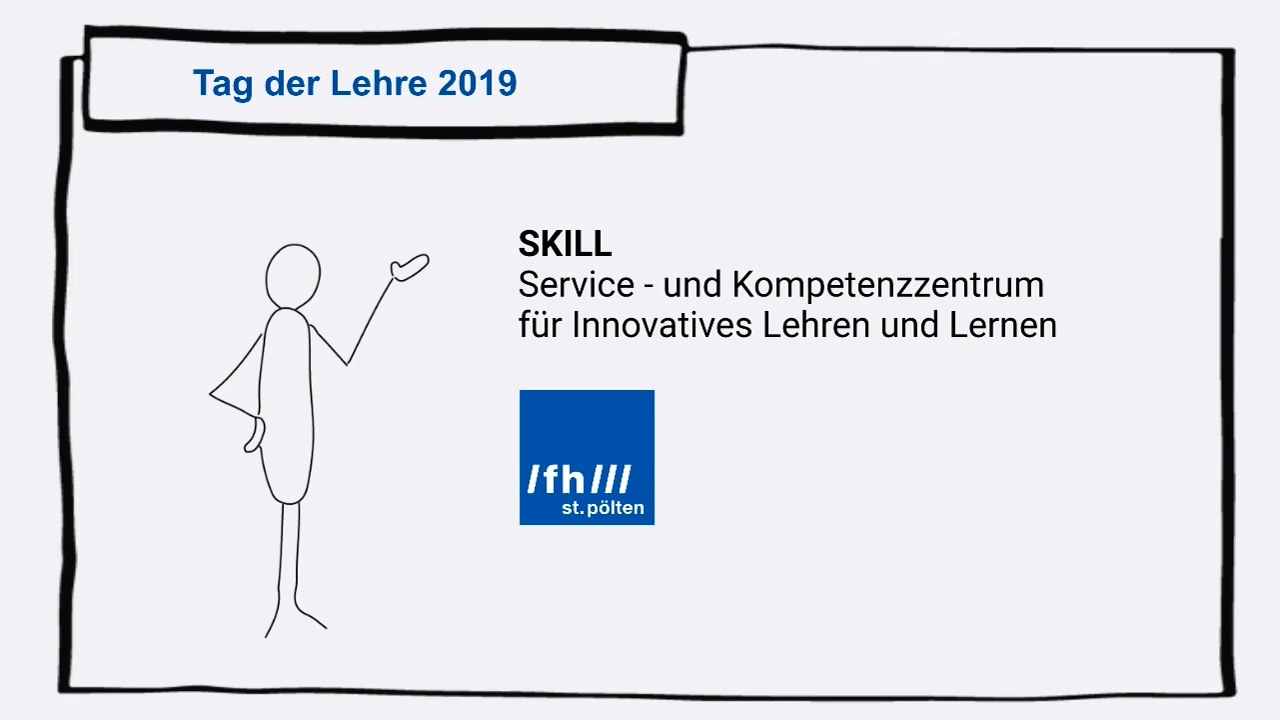 Tag der Lehre 2019
SKILL
Service - und Kompetenzzentrum
für Innovatives Lehren und Lernen
/fh///
st.pölten